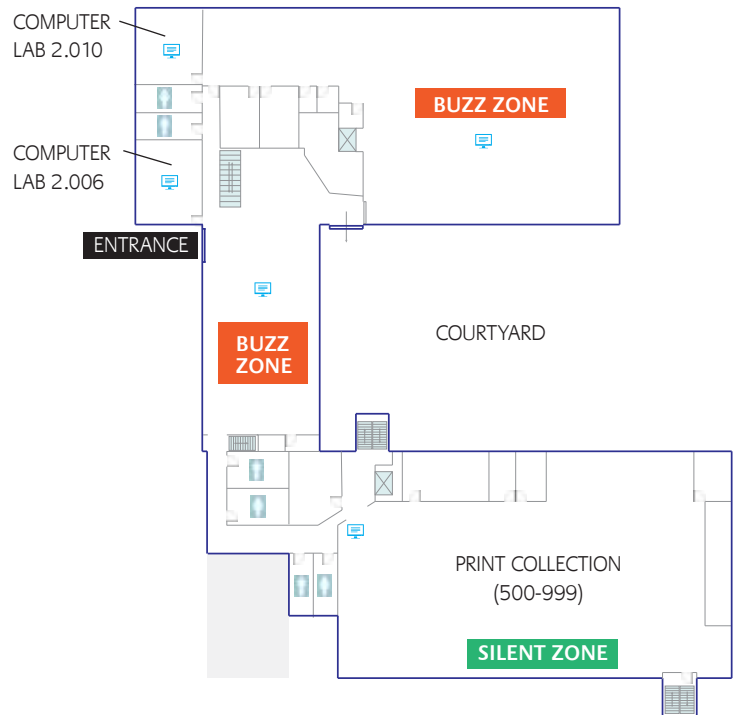 COMPUTER
LAB 2.010
BUZZ ZONE
COMPUTER
LAB 2.006
ENTRANCE
BUZZ
ZONE
COURTYARD
PRINT COLLECTION
(500-999)
SILENT ZONE